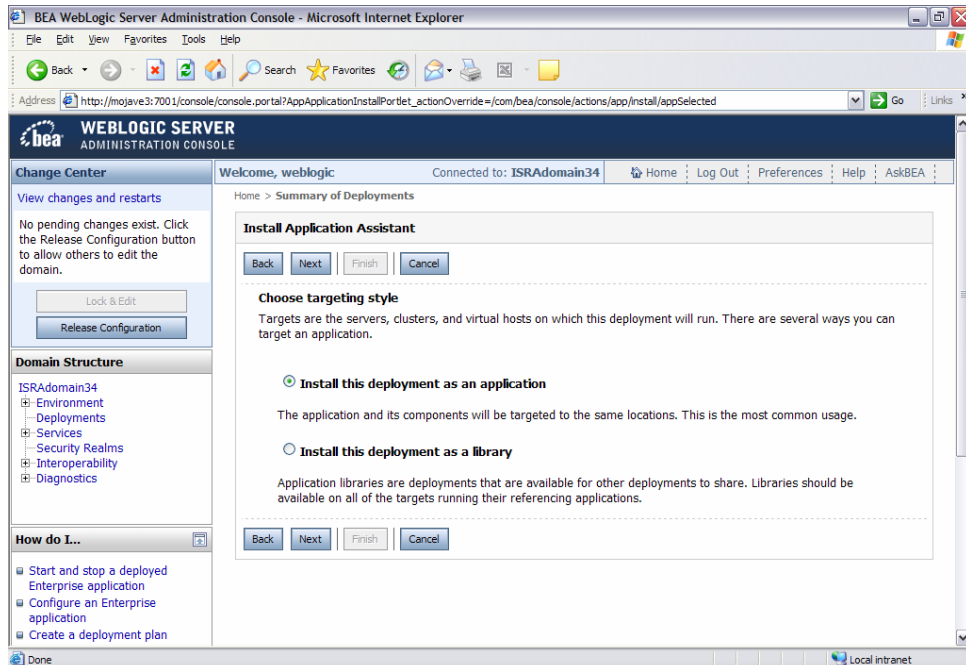 BEA WebLogic Server Administration Console - Microsoft Internet Explorer
File Edit View Favorites Tools Help
Back Search Favorites
Address http://mojave3:7001/console/console.portal?AppApplicationInstallPortlet_actionOverride=/com/bea/console/actions/app/install/appSelected Go Links »
bea WEBLOGIC SERVER
ADMINISTRATION CONSOLE
Change Center
View changes and restarts
No pending changes exist. Click
the Release Configuration button
to allow others to edit the
domain.
Lock & Edit
Release Configuration
Domain Structure
ISRAdomain34
Environment
Deployments
Services
Security Realms
Interoperability
Diagnostics
How do I...
Start and stop a deployed
Enterprise application
Configure an Enterprise
application
Create a deployment plan
Welcome, weblogic Connected to: ISRAdomain34 Home Log Out Preferences Help AskBEA
Home > Summary of Deployments
Install Application Assistant
Back Next Finish Cancel
Choose targeting style
Targets are the servers, clusters, and virtual hosts on which this deployment will run. There are several ways you can
target an application.
Install this deployment as an application
The application and its components will be targeted to the same locations. This is the most common usage.
Install this deployment as a library
Application libraries are deployments that are available for other deployments to share. Libraries should be
available on all of the targets running their referencing applications.
Back Next Finish Cancel
Done Local intranet